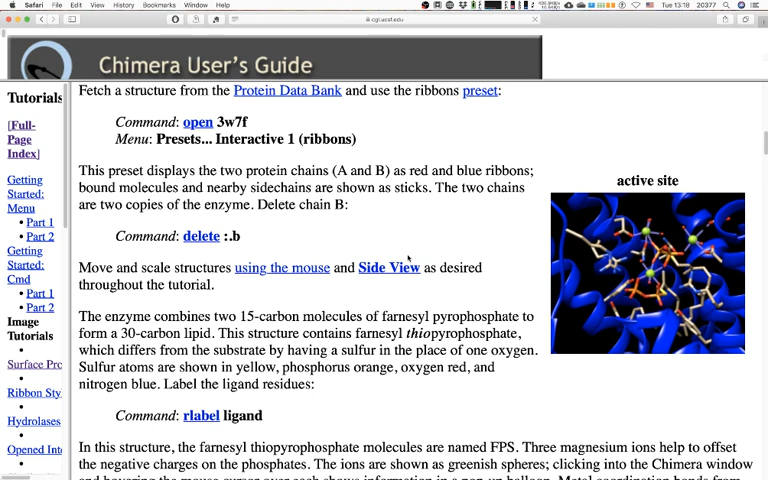 Safari File Edit View History Bookmarks Window Help
Tue 13:18 20377
cgl.ucsf.edu
Chimera User's Guide
Tutorials
[Full-
Page
Index]
Getting
Started:
Menu
• Part 1
• Part 2
Getting
Started:
Cmd
• Part 1
• Part 2
Image
Tutorials
•
Surface Pro
•
Ribbon Sty
•
Hydrolases
•
Opened Inte
Fetch a structure from the Protein Data Bank and use the ribbons preset:
Command: open 3w7f
Menu: Presets... Interactive 1 (ribbons)
This preset displays the two protein chains (A and B) as red and blue ribbons;
bound molecules and nearby sidechains are shown as sticks. The two chains
are two copies of the enzyme. Delete chain B:
Command: delete :.b
Move and scale structures using the mouse and Side View as desired
throughout the tutorial.
The enzyme combines two 15-carbon molecules of farnesyl pyrophosphate to
form a 30-carbon lipid. This structure contains farnesyl thiopyrophosphate,
which differs from the substrate by having a sulfur in the place of one oxygen.
Sulfur atoms are shown in yellow, phosphorus orange, oxygen red, and
nitrogen blue. Label the ligand residues:
Command: rlabel ligand
In this structure, the farnesyl thiopyrophosphate molecules are named FPS. Three magnesium ions help to offset
the negative charges on the phosphates. The ions are shown as greenish spheres; clicking into the Chimera window
active site